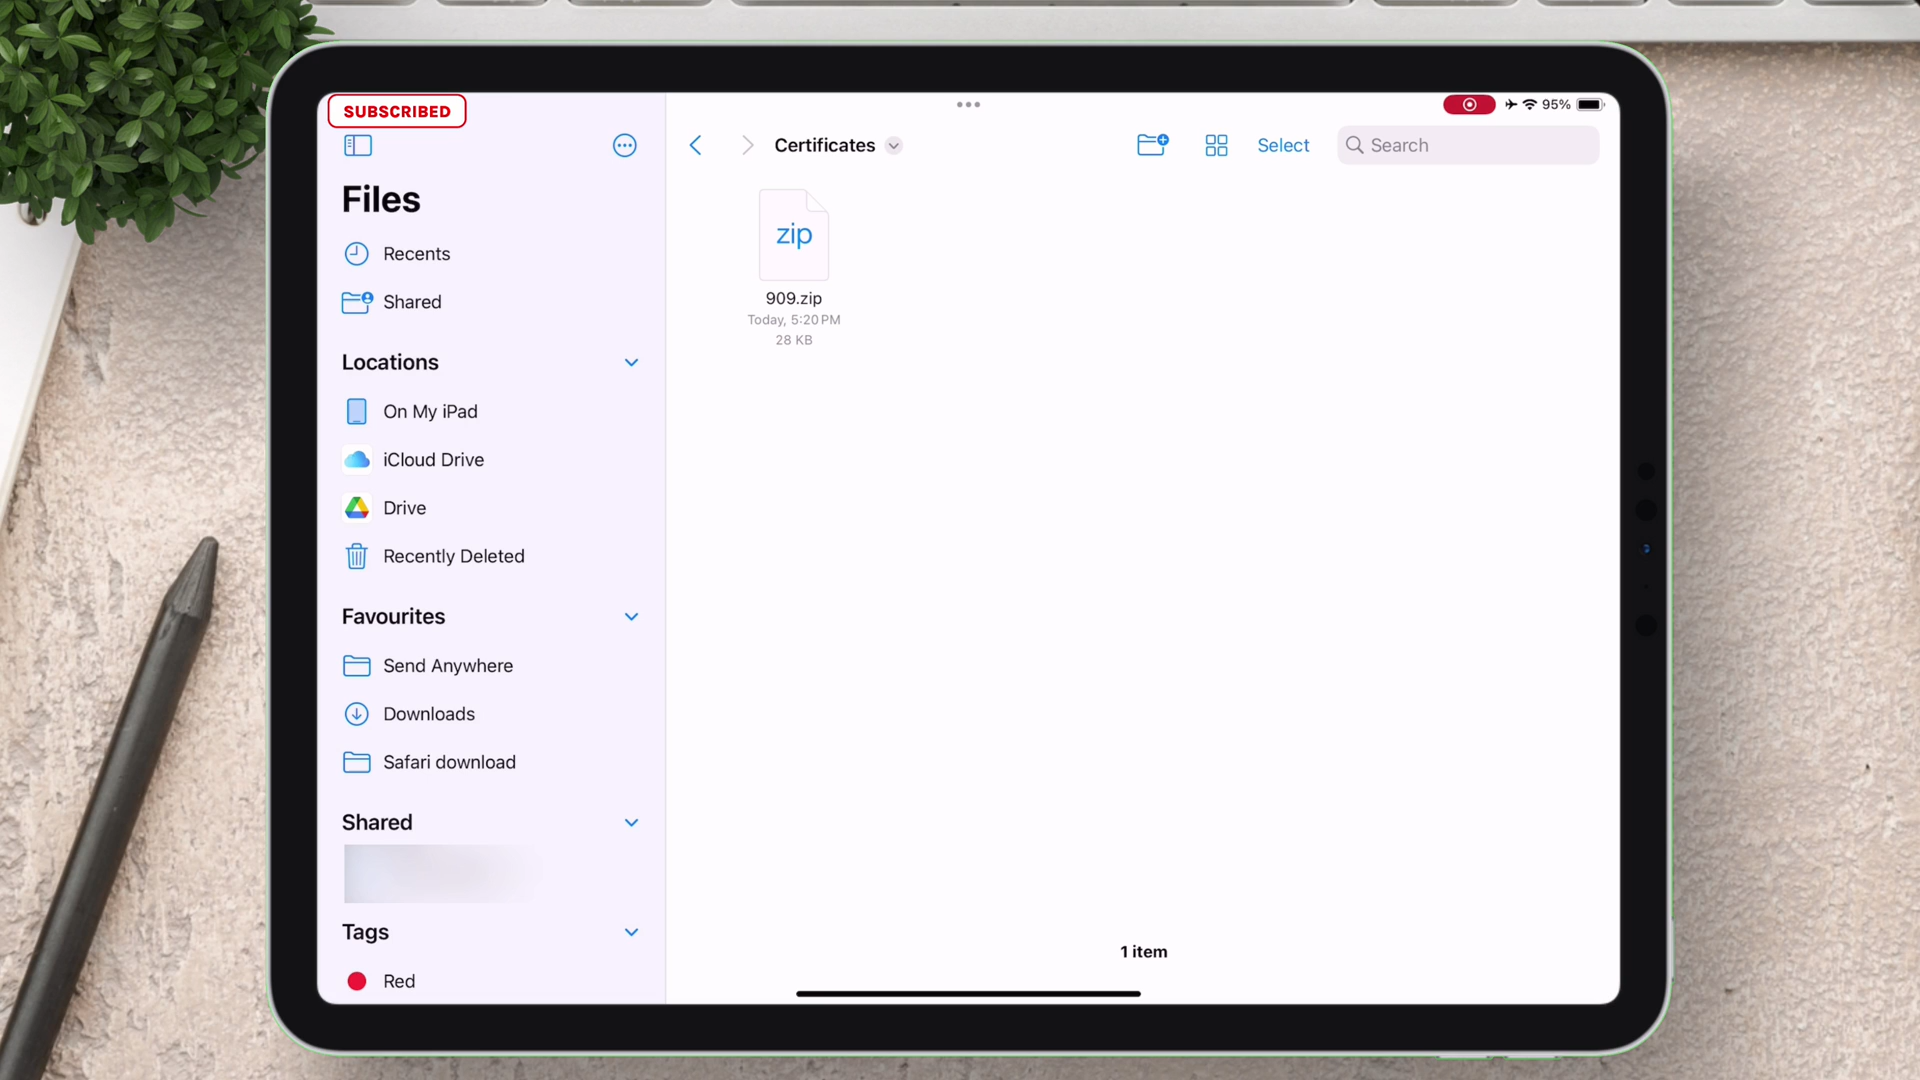 SUBSCRIBED
95%
Files
Recents
Shared
Locations
On My iPad
iCloud Drive
Drive
Recently Deleted
Favourites
Send Anywhere
Downloads
Safari download
Shared
Tags
Red
Certificates
Select
Search
zip
909.zip
Today, 5:20 PM
28 KB
1 item